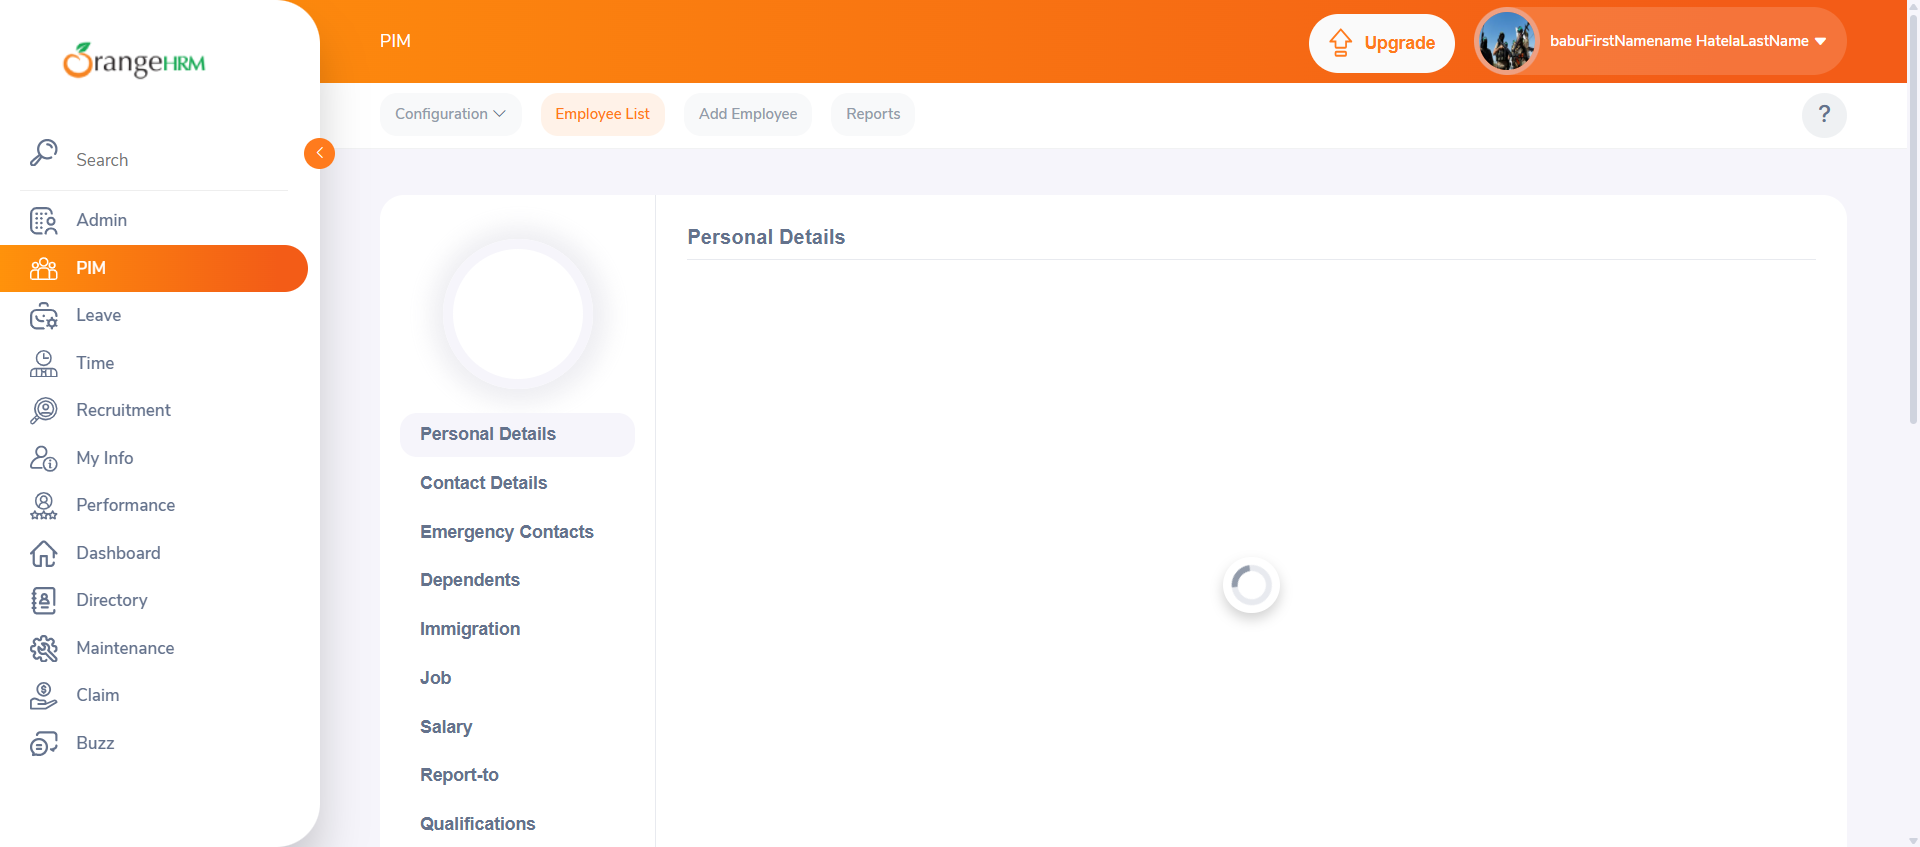 OrangeHRM
PIM
Upgrade
babuFirstNamename HatelaLastName
Configuration
Employee List
Add Employee
Reports
?
Search
Admin
PIM
Leave
Time
Recruitment
My Info
Performance
Dashboard
Directory
Maintenance
Claim
Buzz
Personal Details
Contact Details
Emergency Contacts
Dependents
Immigration
Job
Salary
Report-to
Qualifications
Personal Details